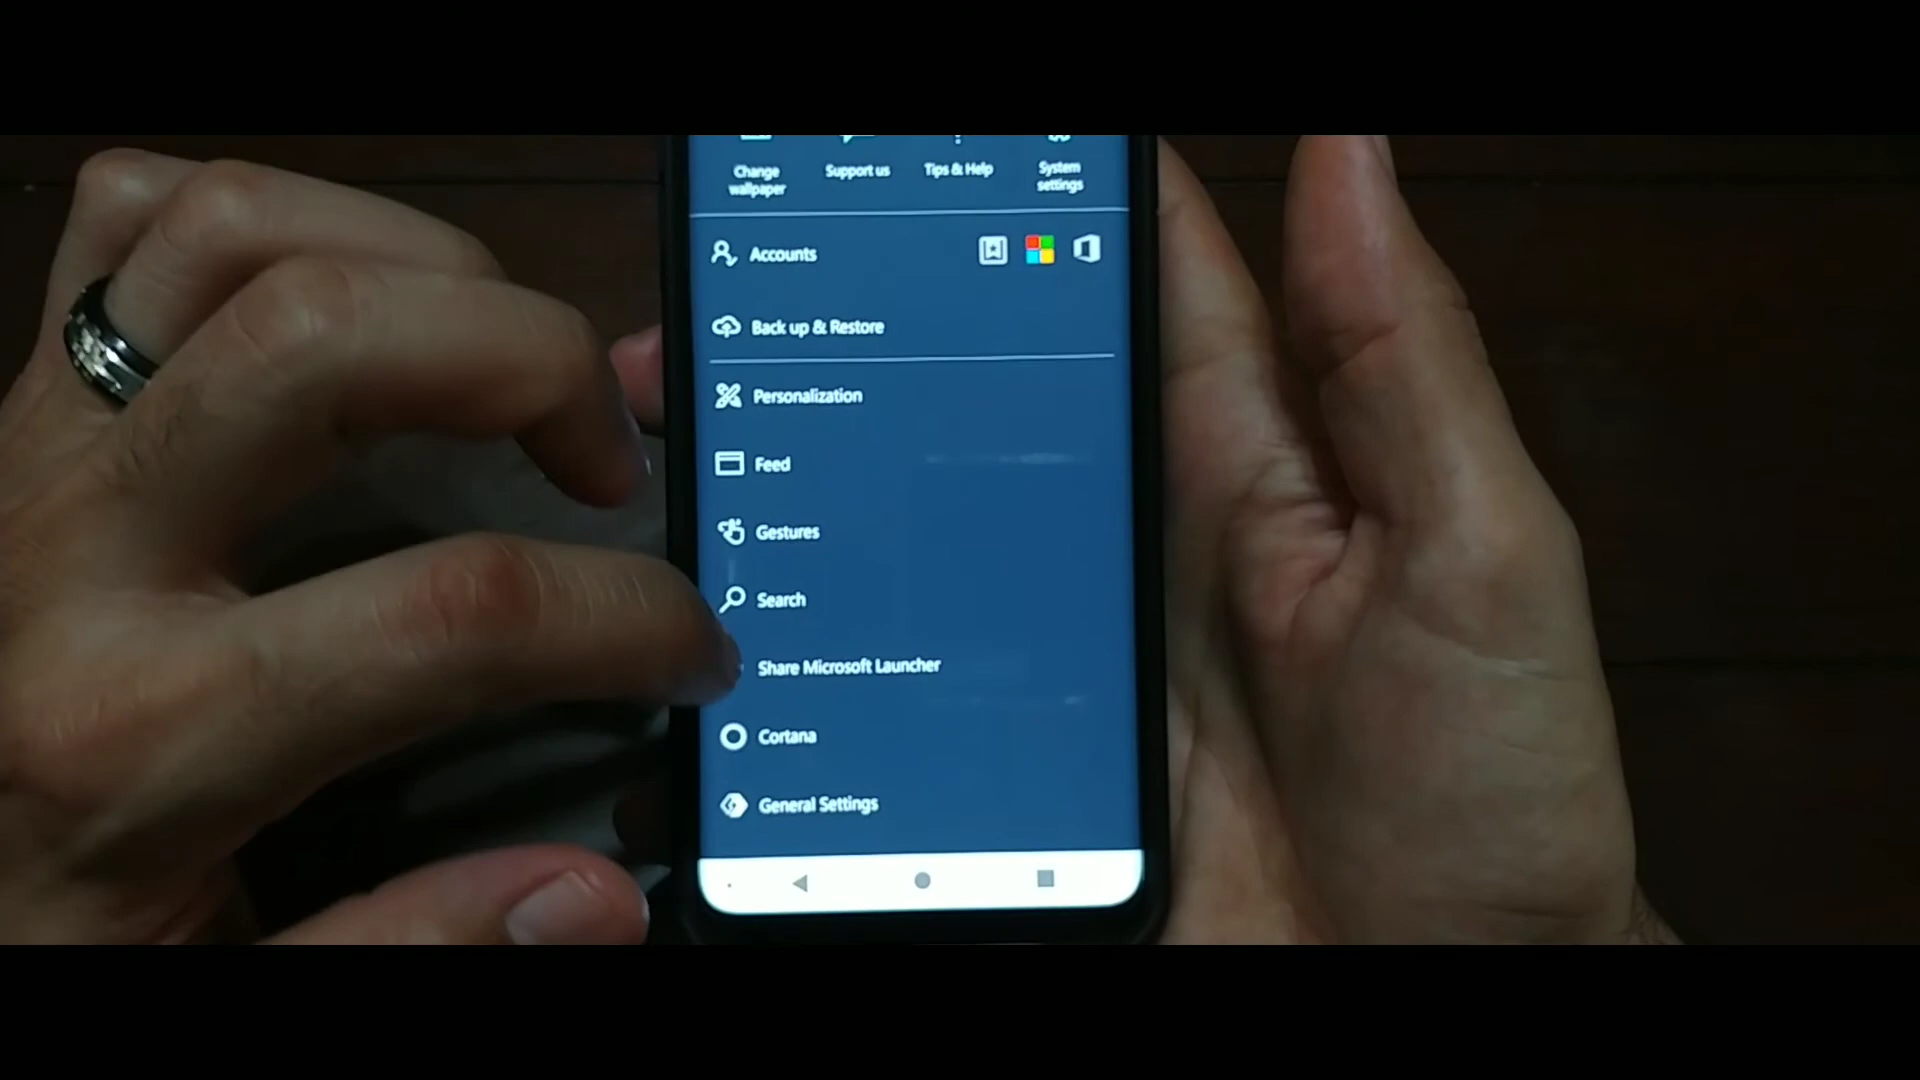 Change
wallpaper
Support us
Tips & Help
System
settings
Accounts
Back up & Restore
Personalization
Feed
Gestures
Search
Share Microsoft Launcher
Cortana
General Settings